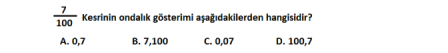 7
100 Kesrinin ondalık gösterimi aşağıdakilerden hangisidir?
A. 0,7 B. 7,100 C. 0,07 D. 100,7